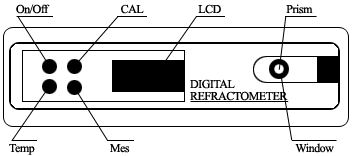 On/Off CAL LCD Prism
DIGITAL
REFRACTOMETER
Temp Mes Window